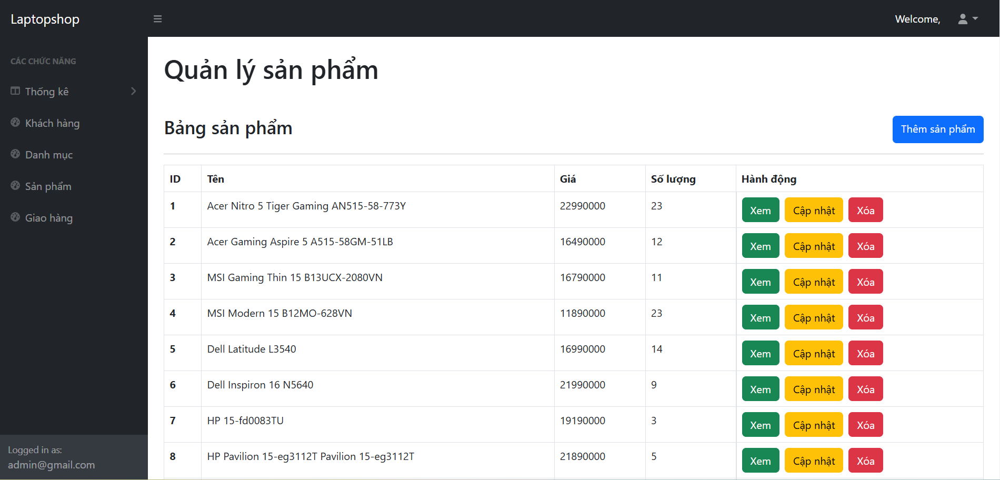 Laptopshop
Welcome,
CÁC CHỨC NĂNG
Thống kê
Khách hàng
Danh mục
Sản phẩm
Giao hàng
Logged in as:
admin@gmail.com
Quản lý sản phẩm
Bảng sản phẩm
Thêm sản phẩm
ID Tên Giá Số lượng Hành động
1 Acer Nitro 5 Tiger Gaming AN515-58-773Y 22990000 23 Xem Cập nhật Xóa
2 Acer Gaming Aspire 5 A515-58GM-51LB 16490000 12 Xem Cập nhật Xóa
3 MSI Gaming Thin 15 B13UCX-2080VN 16790000 11 Xem Cập nhật Xóa
4 MSI Modern 15 B12MO-628VN 11890000 23 Xem Cập nhật Xóa
5 Dell Latitude L3540 16990000 14 Xem Cập nhật Xóa
6 Dell Inspiron 16 N5640 21990000 9 Xem Cập nhật Xóa
7 HP 15-fd0083TU 19190000 3 Xem Cập nhật Xóa
8 HP Pavilion 15-eg3112T Pavilion 15-eg3112T 21890000 5 Xem Cập nhật Xóa